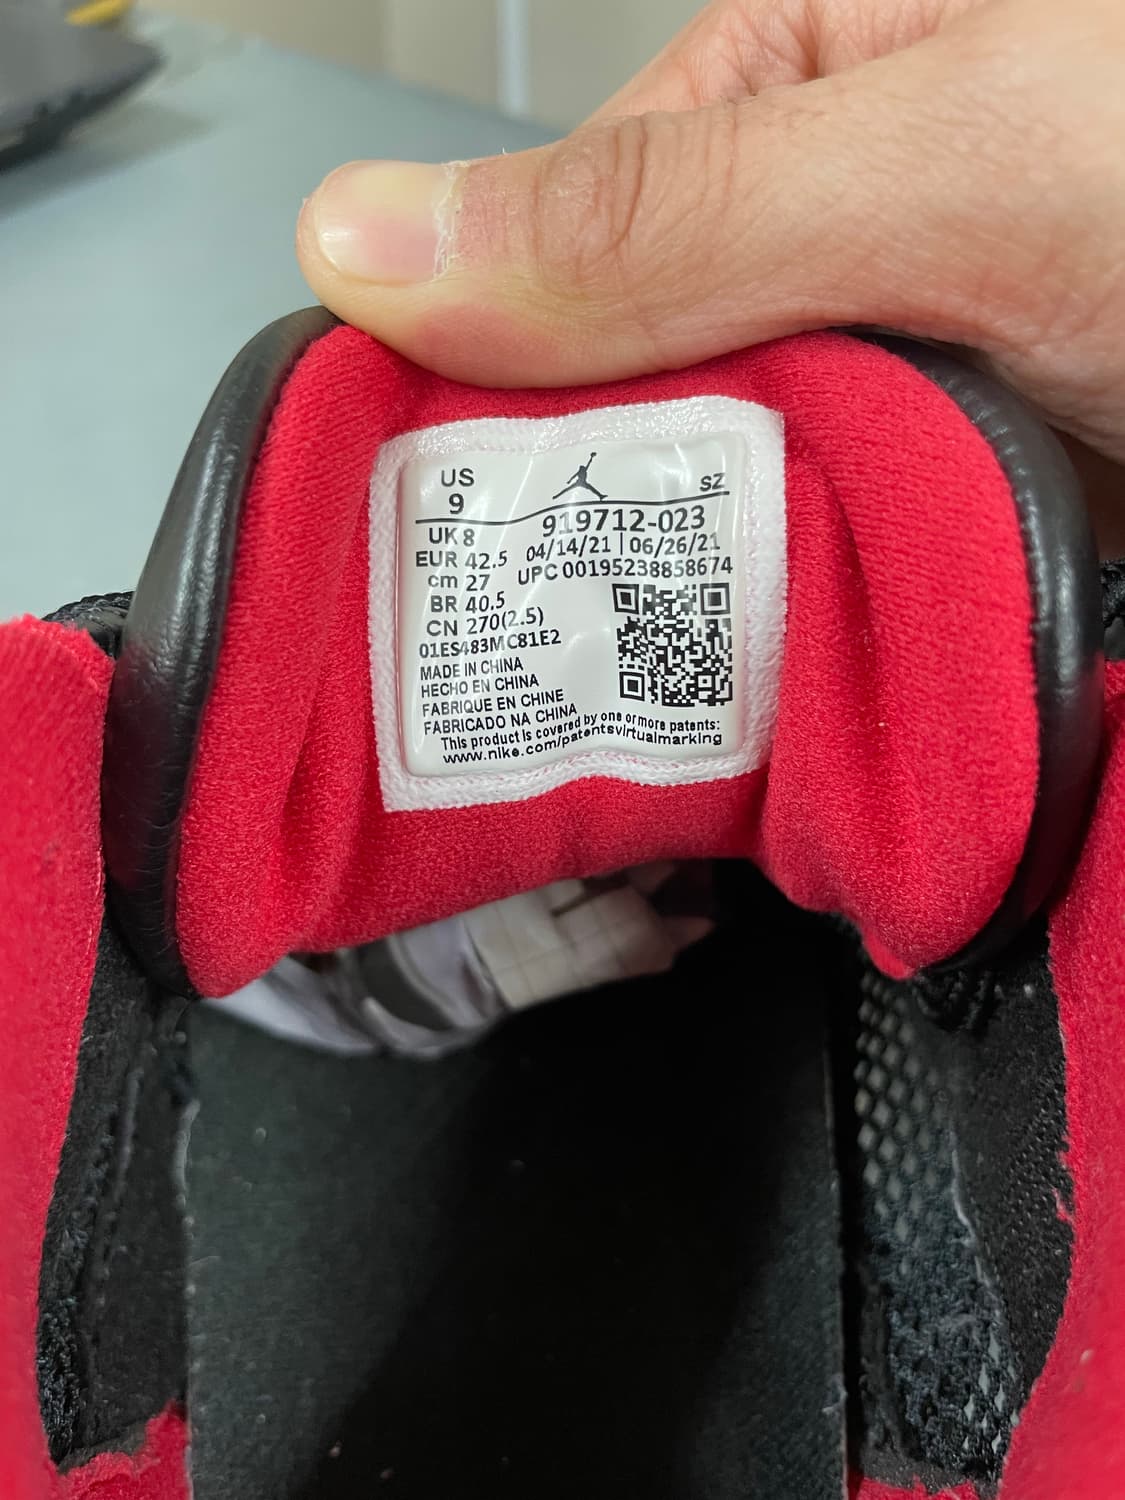 US
9
SZ
UK 8
919712-023
EUR 42.5
04/14/21 | 06/26/21
cm 27
UPC 00195238858674
BR 40.5
CN 270(2.5)
01ES483MC81E2
MADE IN CHINA
HECHO EN CHINA
FABRIQUE EN CHINE
FABRICADO NA CHINA
This product is covered by one or more patents:
www.nike.com/patentsvirtualmarking